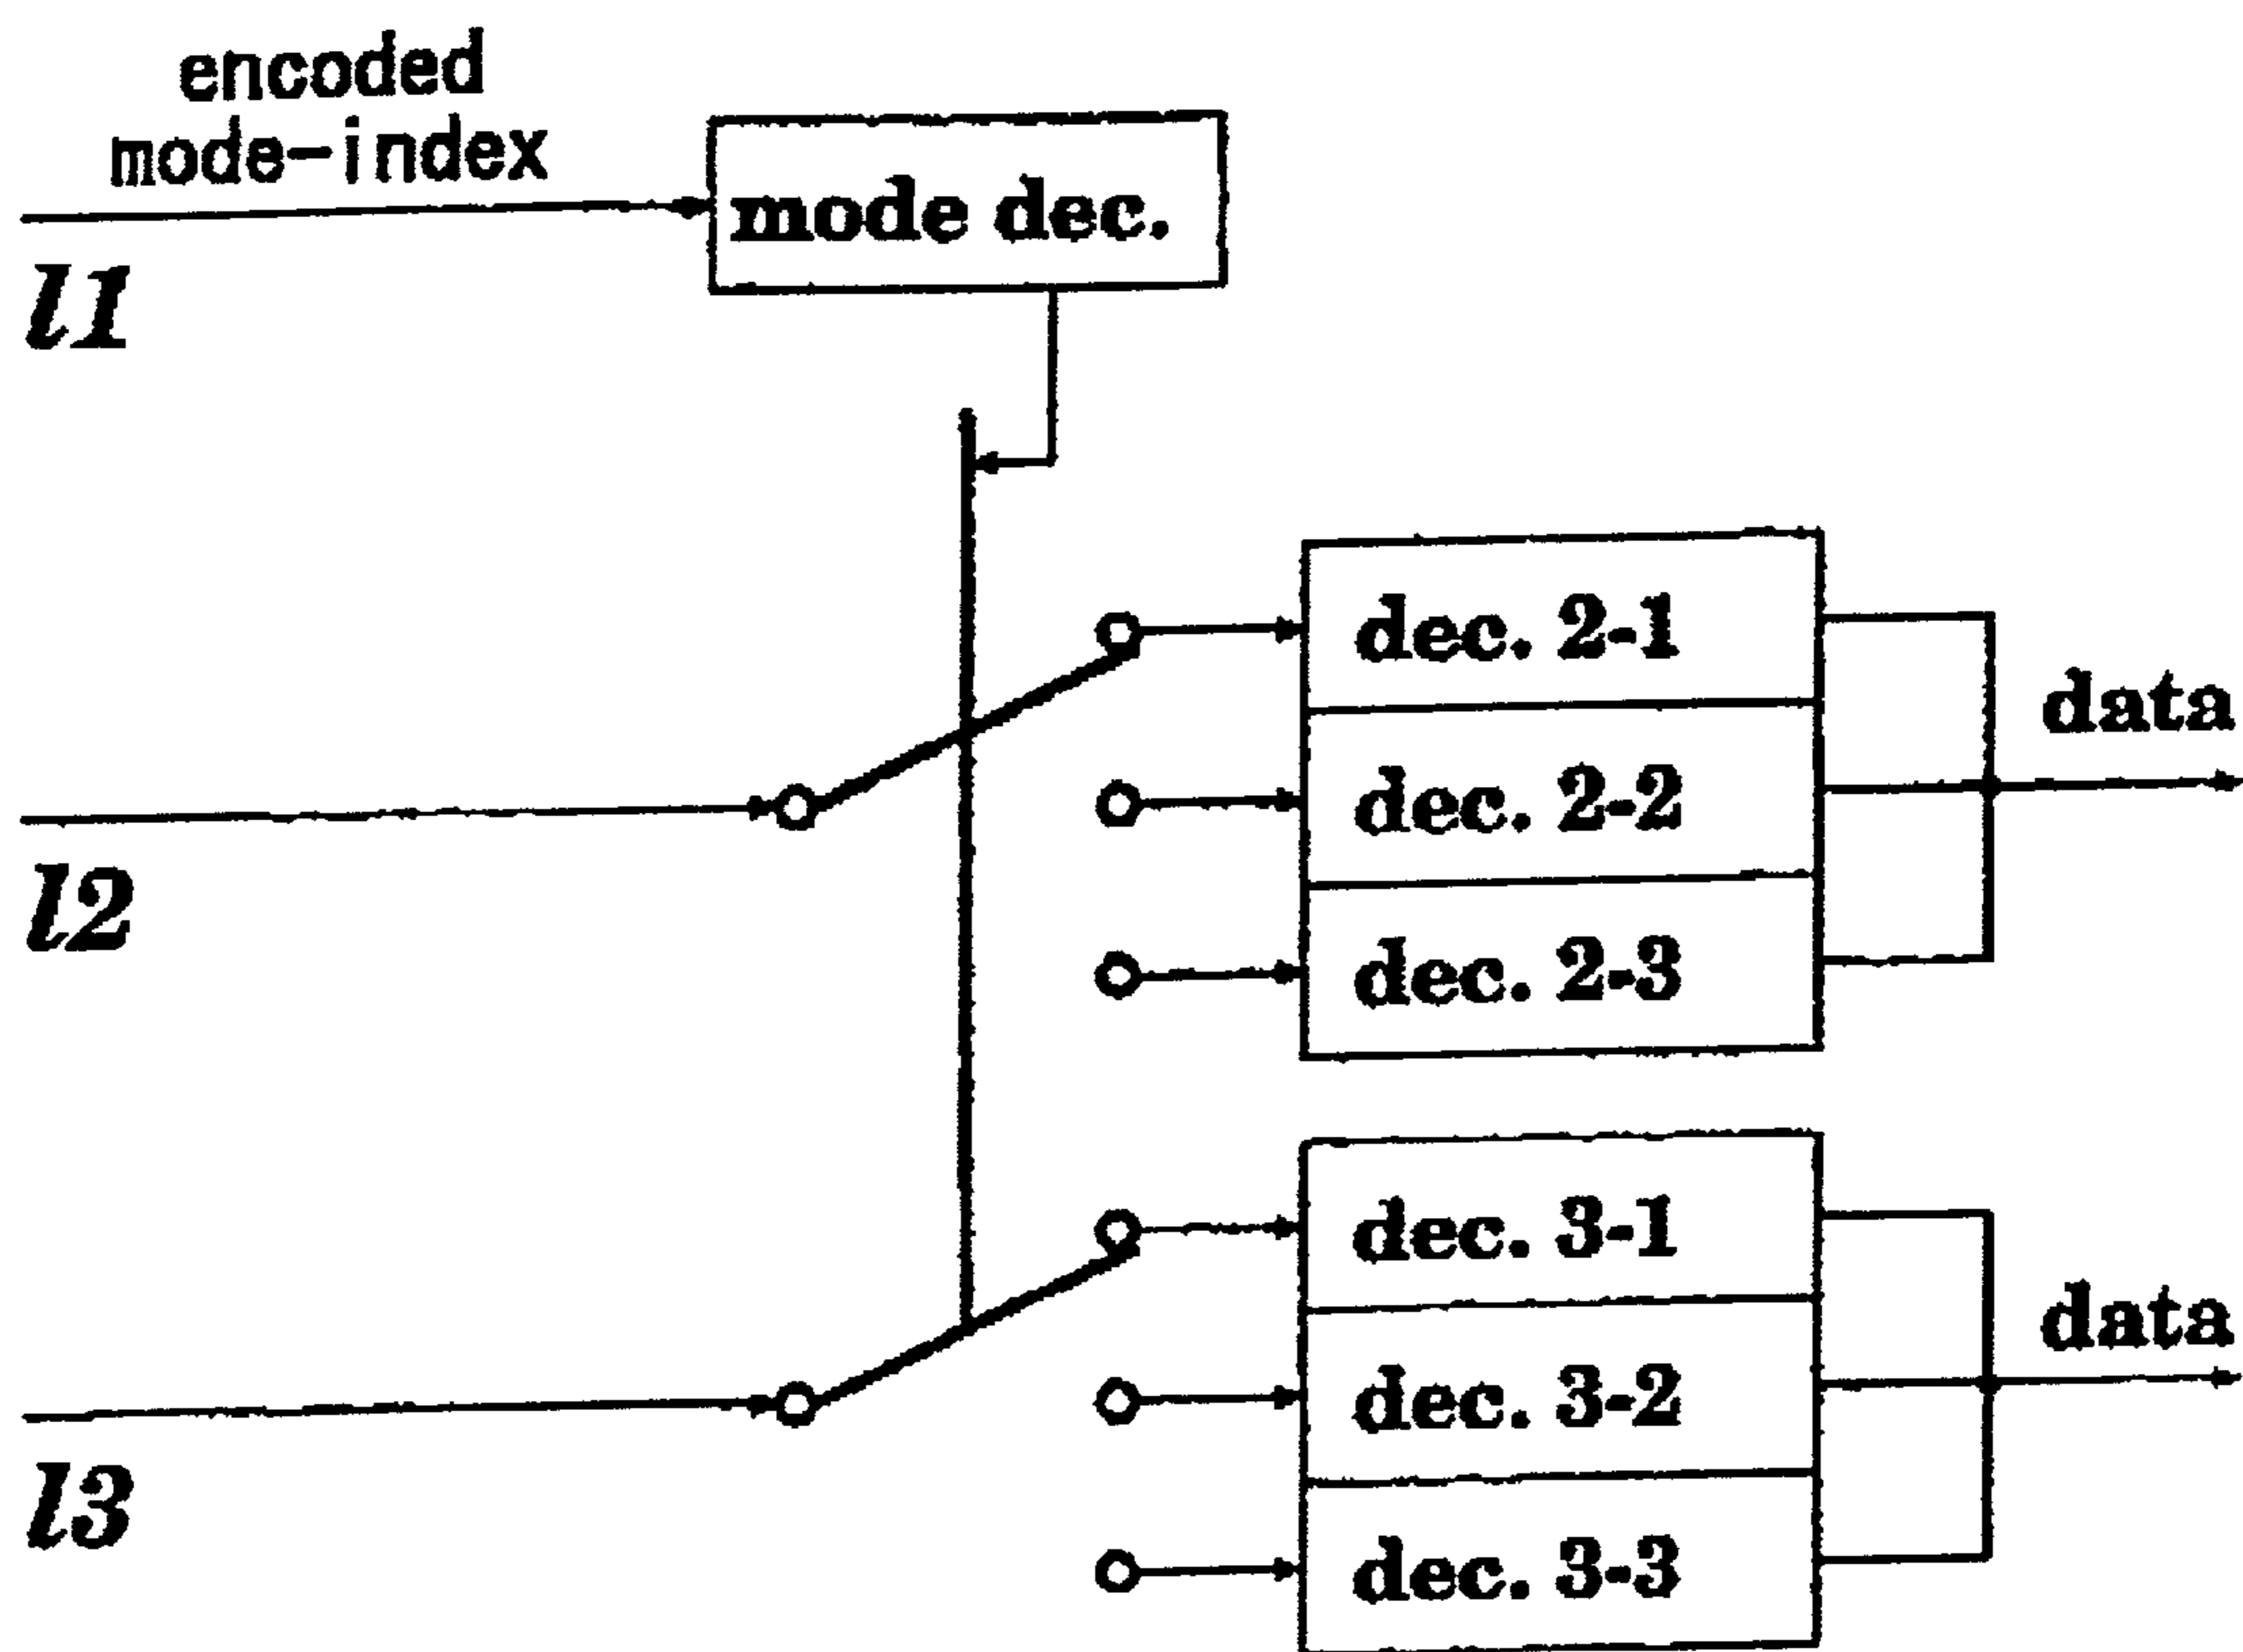 encoded
mode-index
mode dec.
l1
dec. 2-1
data
dec. 2-2
l2
dec. 2-3
dec. 3-1
data
dec. 3-2
l3
dec. 3-3